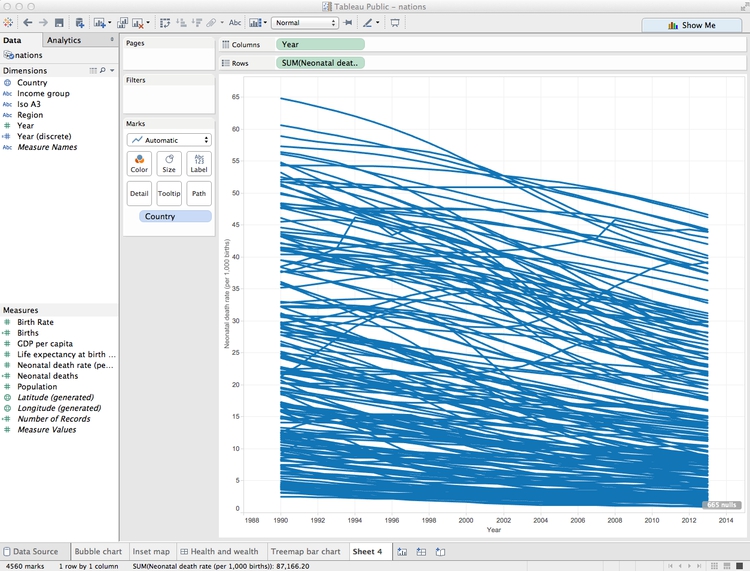 Tableau Public - nations
Abc
Normal
Show Me
Data
Analytics
nations
Dimensions
Country
Abc Income group
Abc Iso A3
Abc Region
Year
Year (discrete)
Abc Measure Names
Measures
Birth Rate
Births
GDP per capita
Life expectancy at birth ...
Neonatal death rate (pe...
Neonatal deaths
Population
Latitude (generated)
Longitude (generated)
Number of Records
Measure Values
Pages
Filters
Marks
Automatic
Abc
123
Color
Size
Label
Detail
Tooltip
Path
Country
Columns
Year
Rows
SUM(Neonatal deat..
Neonatal death rate (per 1,000 births)
65
60
55
50
45
40
35
30
25
20
15
10
5
0
665 nulls
1988 1990 1992 1994 1996 1998 2000 2002 2004 2006 2008 2010 2012 2014
Year
Data Source
Bubble chart
Inset map
Health and wealth
Treemap bar chart
Sheet 4
4560 marks
1 row by 1 column
SUM(Neonatal death rate (per 1,000 births)): 87,166.20